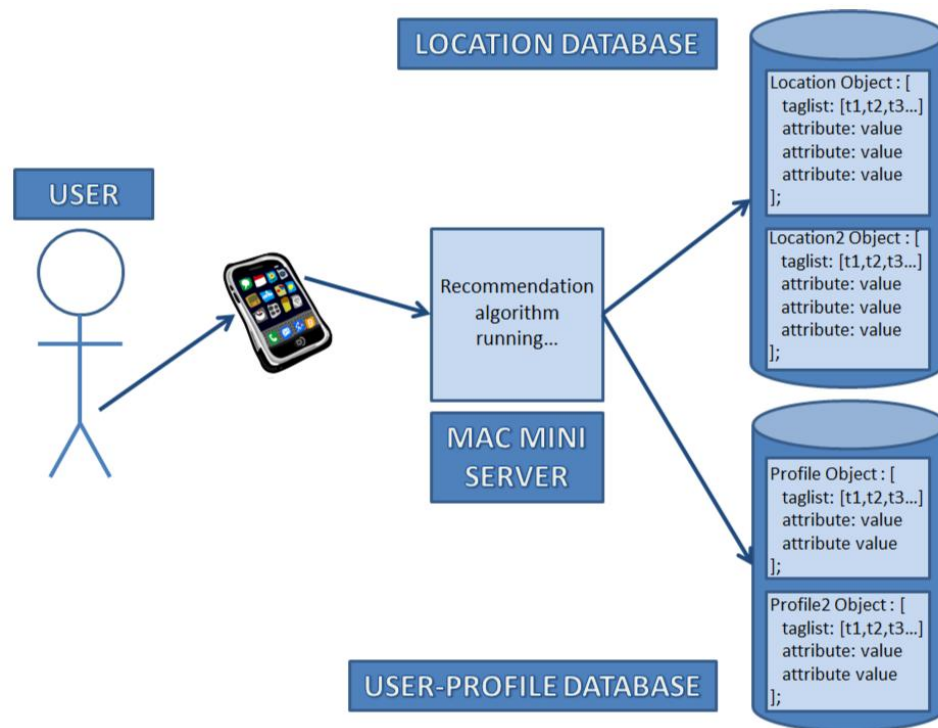 LOCATION DATABASE
Location Object : [
taglist: [t1,t2,t3...]
attribute: value
attribute: value
attribute: value
];
Location2 Object : [
taglist: [t1,t2,t3...]
attribute: value
attribute: value
attribute: value
];
USER
Recommendation
algorithm
running...
MAC MINI
SERVER
Profile Object : [
taglist: [t1,t2,t3...]
attribute: value
attribute value
];
Profile2 Object : [
taglist: [t1,t2,t3...]
attribute: value
attribute value
];
USER-PROFILE DATABASE